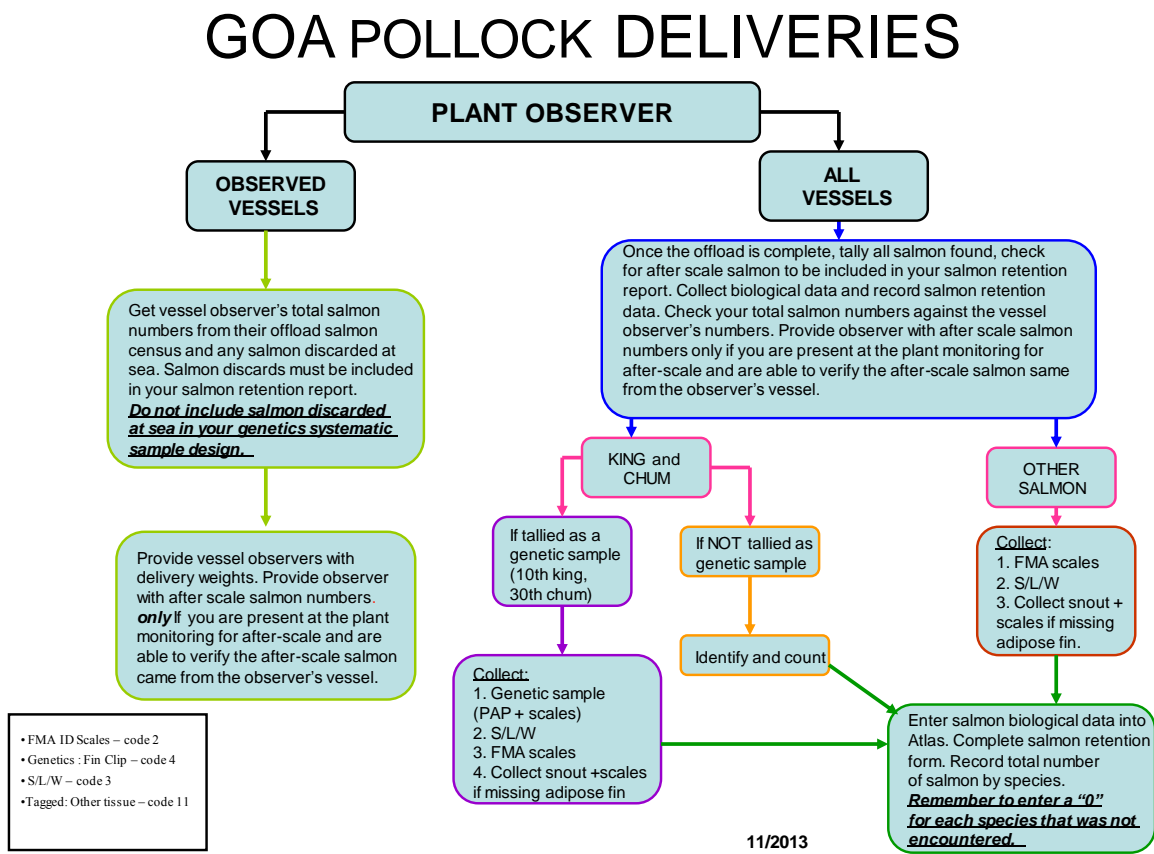 GOA POLLOCK DELIVERIES
PLANT OBSERVER
OBSERVED
VESSELS
ALL
VESSELS
Get vessel observer's total salmon
numbers from their offload salmon
census and any salmon discarded at
sea. Salmon discards must be included
in your salmon retention report.
Do not include salmon discarded
at sea in your genetics systematic
sample design.
Provide vessel observers with
delivery weights. Provide observer
with after scale salmon numbers.
only If you are present at the plant
monitoring for after-scale and are
able to verify the after-scale salmon
came from the observer's vessel.
Once the offload is complete, tally all salmon found, check
for after scale salmon to be included in your salmon retention
report. Collect biological data and record salmon retention
data. Check your total salmon numbers against the vessel
observer's numbers. Provide observer with after scale salmon
numbers only if you are present at the plant monitoring for
after-scale and are able to verify the after-scale salmon same
from the observer's vessel.
KING and
CHUM
OTHER
SALMON
If tallied as a
genetic sample
(10th king,
30th chum)
If NOT tallied as
genetic sample
Collect:
1. FMA scales
2. S/L/W
3. Collect snout +
scales if missing
adipose fin.
Identify and count
Collect:
1. Genetic sample
(PAP + scales)
2. S/L/W
3. FMA scales
4. Collect snout +scales
if missing adipose fin
Enter salmon biological data into
Atlas. Complete salmon retention
form. Record total number
of salmon by species.
Remember to enter a “0”
for each species that was not
encountered.
• FMA ID Scales – code 2
• Genetics : Fin Clip – code 4
• S/L/W – code 3
•Tagged: Other tissue – code 11
11/2013